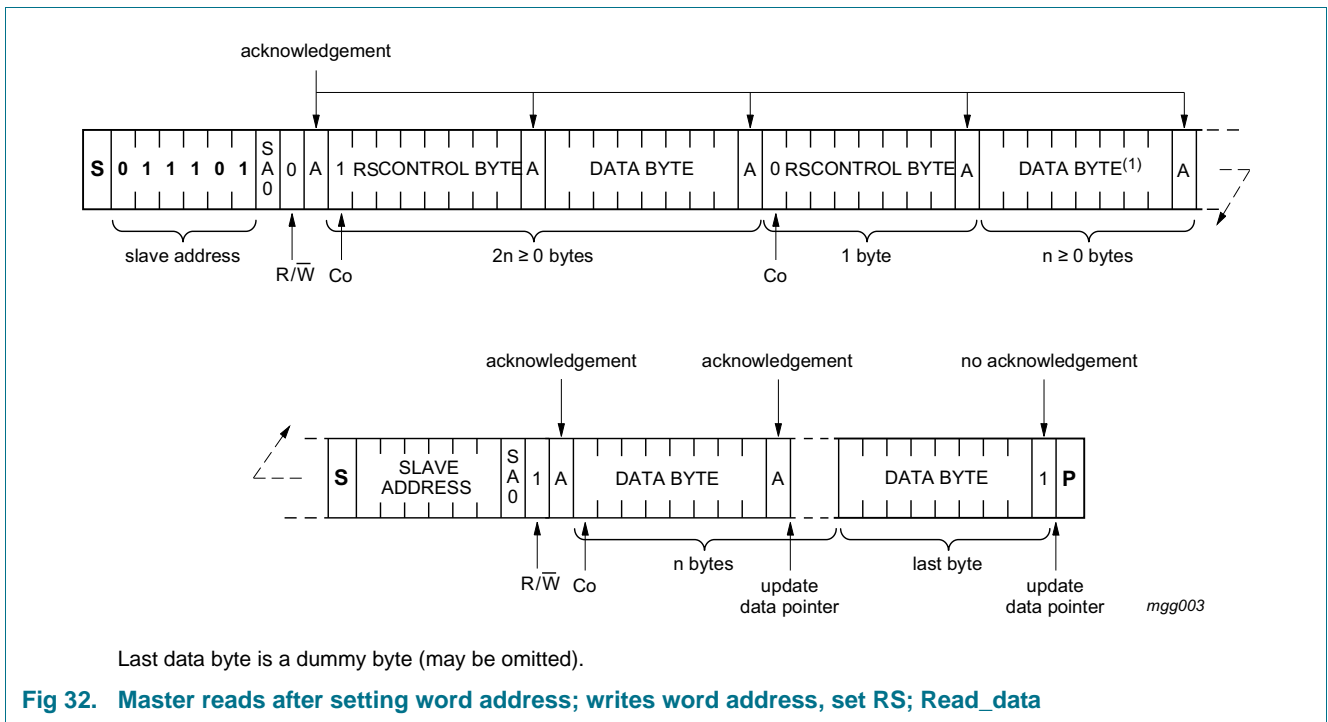 acknowledgement
S 0 1 1 1 0 1 SA0 0 A 1 RS CONTROL BYTE A DATA BYTE A 0 RS CONTROL BYTE A DATA BYTE(1) A
slave address 2n ≥ 0 bytes 1 byte n ≥ 0 bytes
R/W̅ Co Co
acknowledgement acknowledgement no acknowledgement
S SLAVE ADDRESS SA0 1 A DATA BYTE A DATA BYTE 1 P
n bytes last byte
R/W̅ Co update update
data pointer data pointer mgg003
Last data byte is a dummy byte (may be omitted).
Fig 32. Master reads after setting word address; writes word address, set RS; Read_data